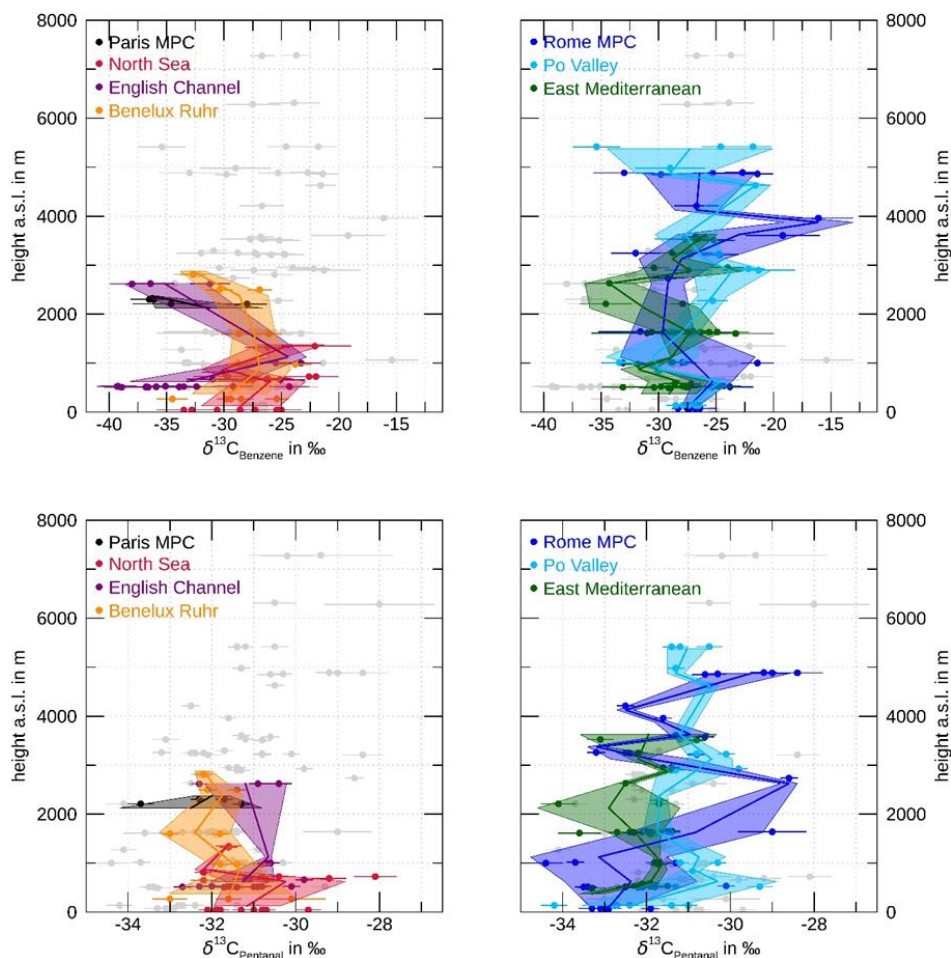 8000
6000
4000
2000
0
height a.s.l. in m
Paris MPC
North Sea
English Channel
Benelux Ruhr
-40 -35 -30 -25 -20 -15
δ¹³C_Benzene in ‰
Rome MPC
Po Valley
East Mediterranean
8000
6000
4000
2000
0
height a.s.l. in m
-40 -35 -30 -25 -20 -15
δ¹³C_Benzene in ‰
8000
6000
4000
2000
0
height a.s.l. in m
Paris MPC
North Sea
English Channel
Benelux Ruhr
-34 -32 -30 -28
δ¹³C_Pentanal in ‰
Rome MPC
Po Valley
East Mediterranean
8000
6000
4000
2000
0
height a.s.l. in m
-34 -32 -30 -28
δ¹³C_Pentanal in ‰